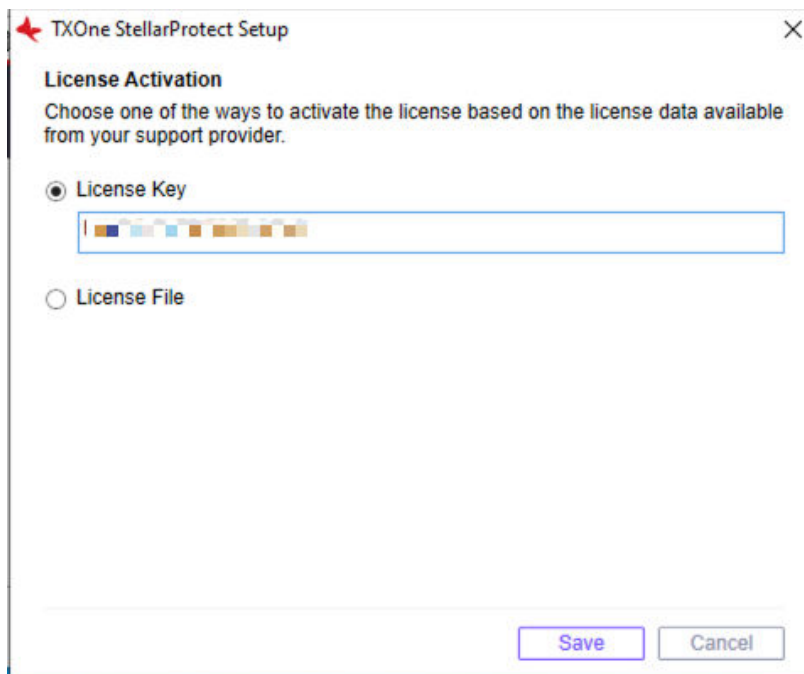 TXOne StellarProtect Setup
License Activation
Choose one of the ways to activate the license based on the license data available
from your support provider.
License Key
License File
Save
Cancel